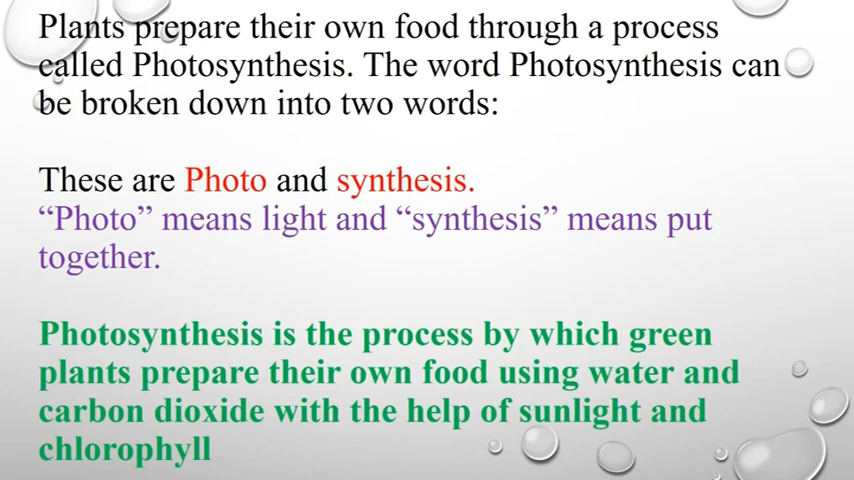 Plants prepare their own food through a process
called Photosynthesis. The word Photosynthesis can
be broken down into two words:
These are Photo and synthesis.
“Photo” means light and “synthesis” means put
together.
Photosynthesis is the process by which green
plants prepare their own food using water and
carbon dioxide with the help of sunlight and
chlorophyll